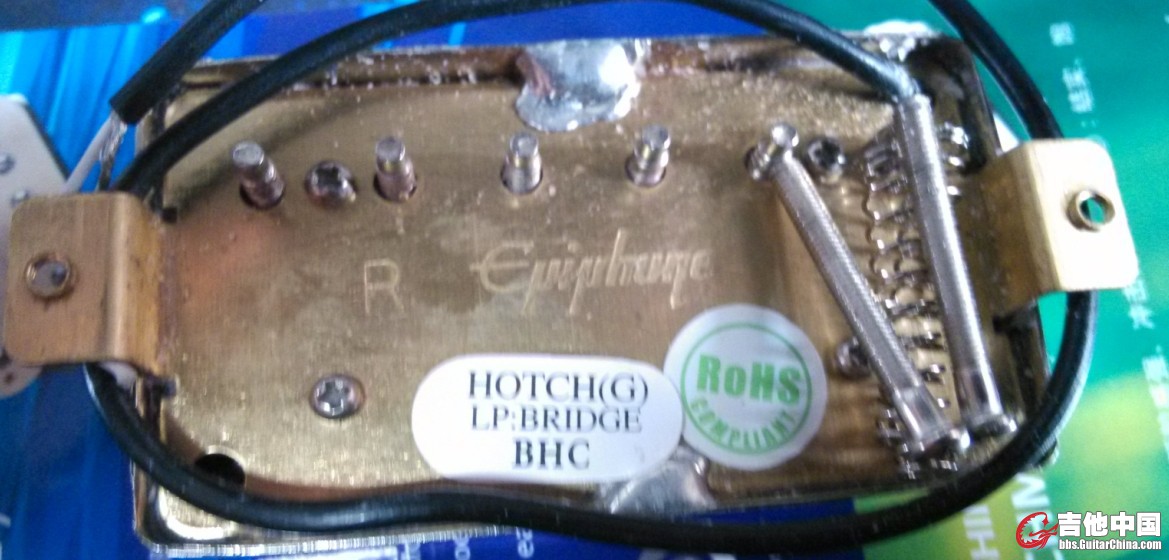 R
Epiphone
HOTCH(G)
LP:BRIDGE
BHC
RoHS
COMPLIANT
吉他中国
bbs.GuitarChina.com